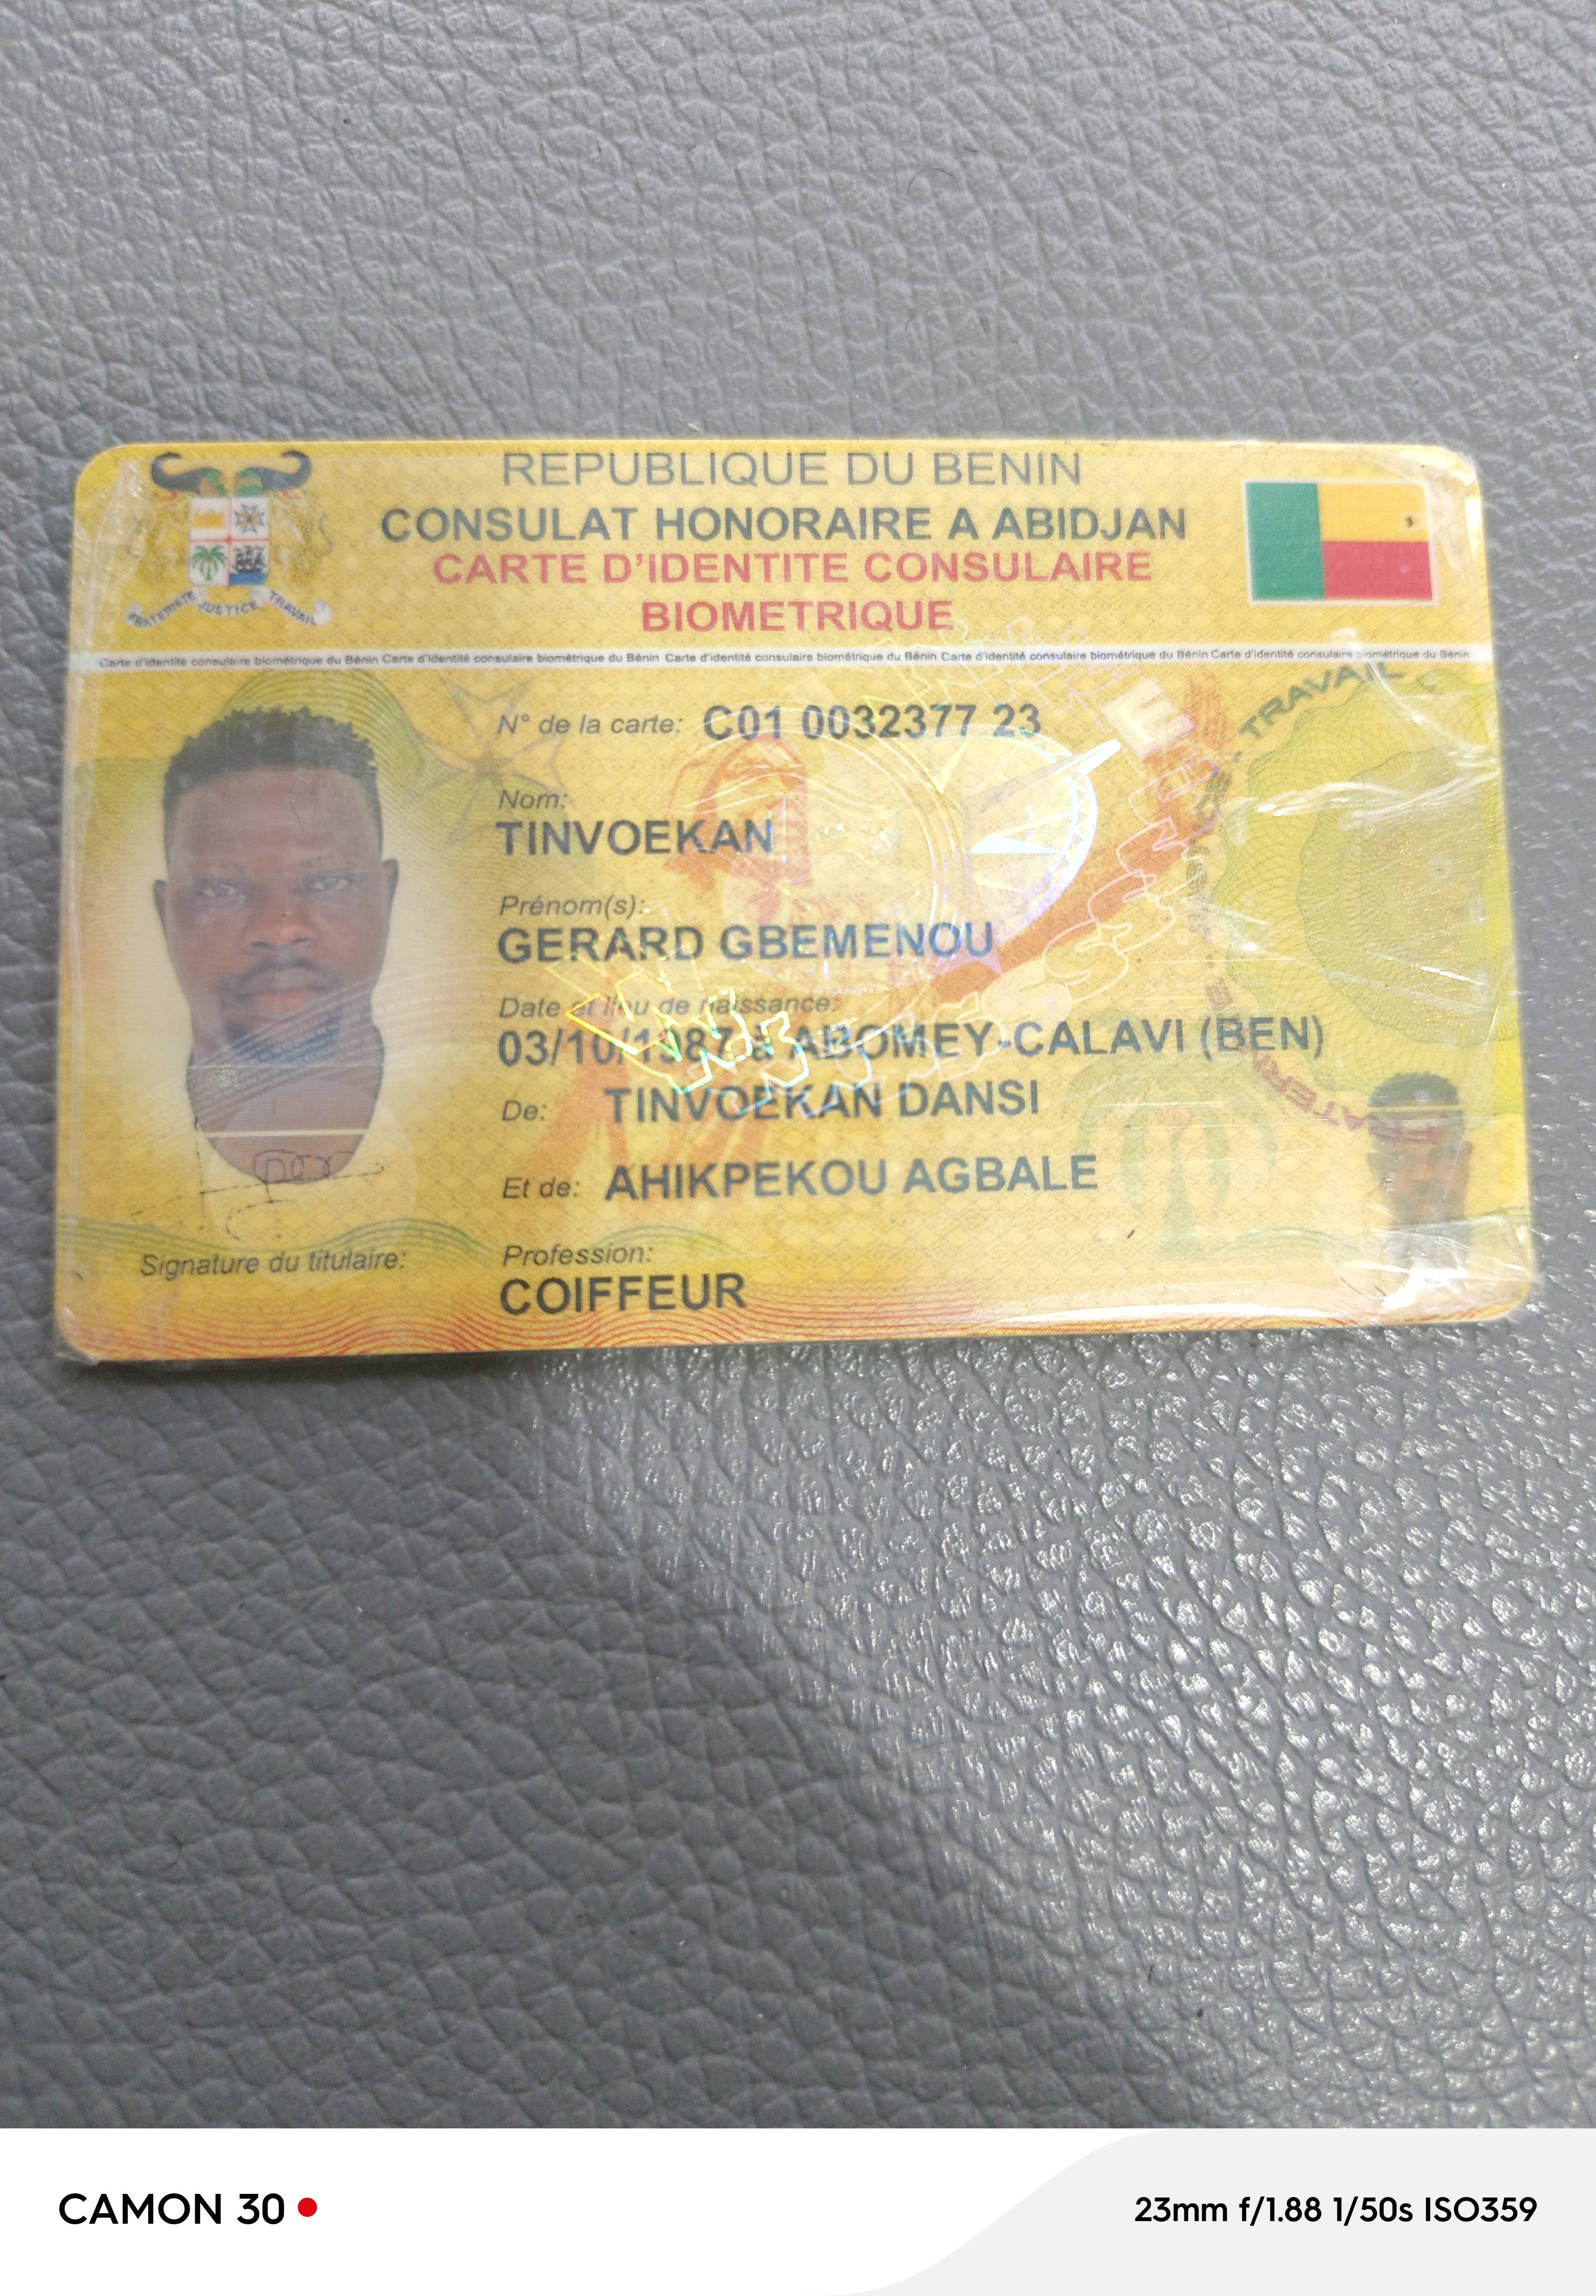 REPUBLIQUE DU BENIN
CONSULAT HONORAIRE A ABIDJAN
CARTE D'IDENTITE CONSULAIRE
BIOMETRIQUE
FRATERNITE JUSTICE TRAVAIL
Carte d'identité consulaire biométrique du Bénin Carte d'identité consulaire biométrique du Bénin Carte d'identité consulaire biométrique du Bénin Carte d'identité consulaire biométrique du Bénin Carte d'identité consulaire biométrique du Bénin
N° de la carte: C01 0032377 23
Nom:
TINVOEKAN
Prénom(s):
GERARD GBEMENOU
Date et lieu de naissance:
03/10/1987 à ABOMEY-CALAVI (BEN)
De: TINVOEKAN DANSI
Et de: AHIKPEKOU AGBALE
Signature du titulaire:
Profession:
COIFFEUR
TRAVAIL
CAMON 30
23mm f/1.88 1/50s ISO359